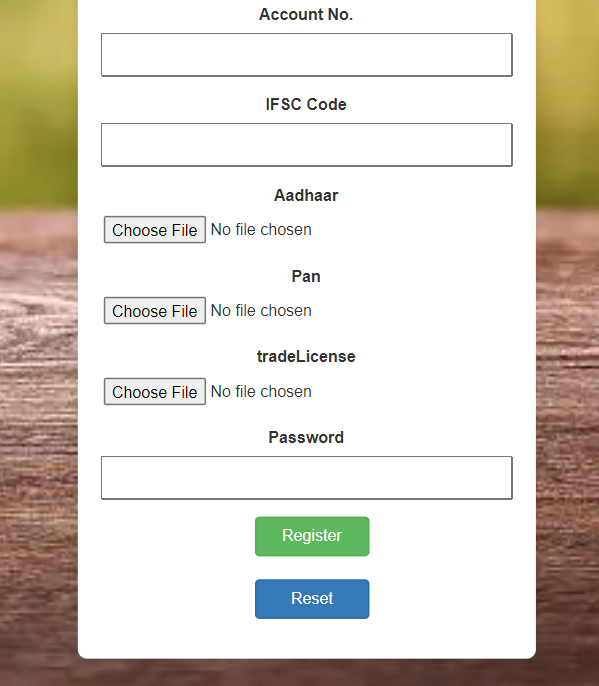 Account No.
IFSC Code
Aadhaar
Choose File No file chosen
Pan
Choose File No file chosen
tradeLicense
Choose File No file chosen
Password
Register
Reset